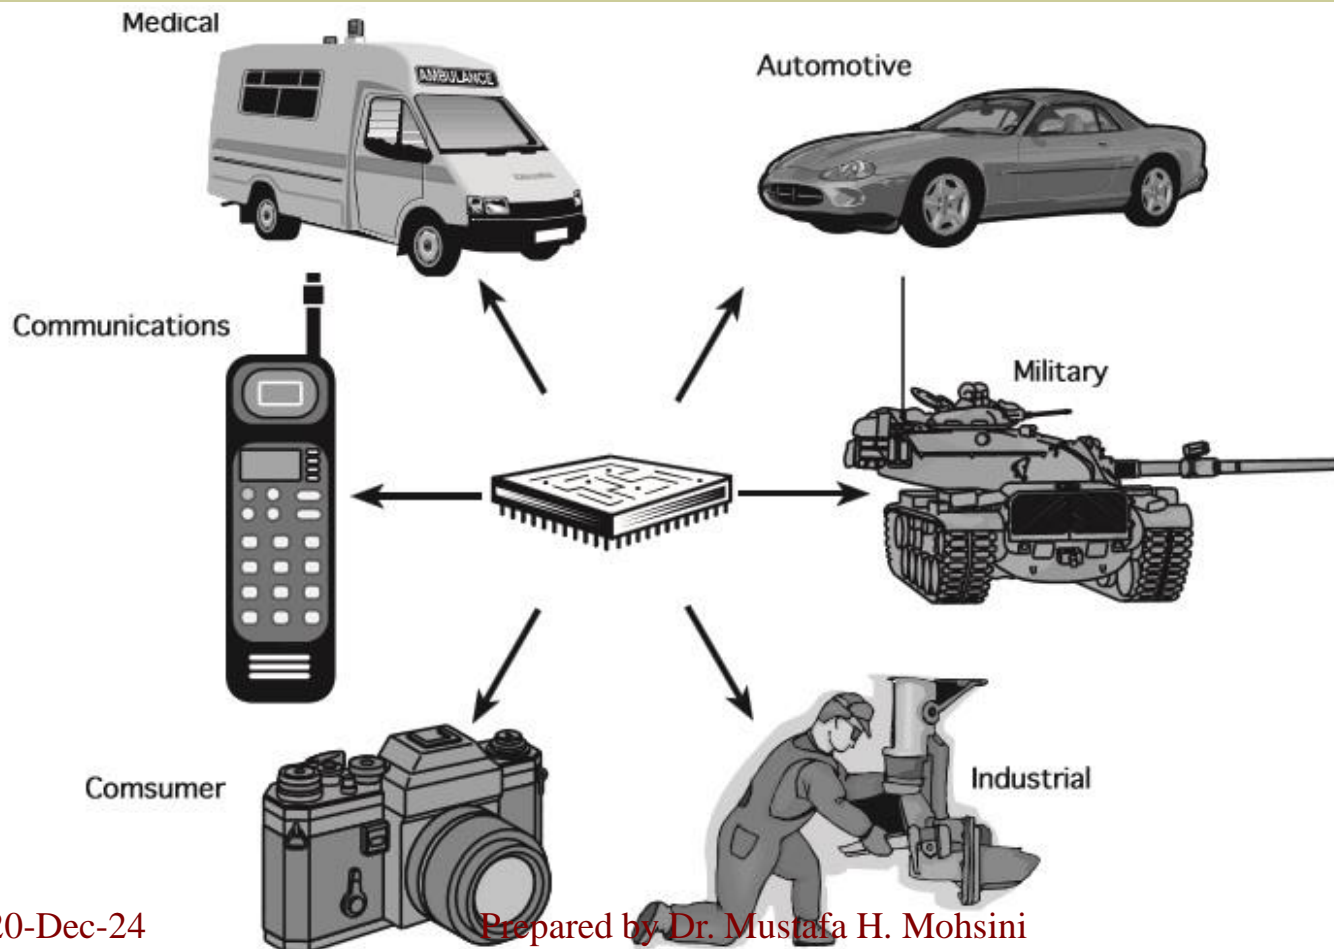 Medical
AMBULANCE
Automotive
Communications
Military
Comsumer
Industrial
20-Dec-24
Prepared by Dr. Mustafa H. Mohsini